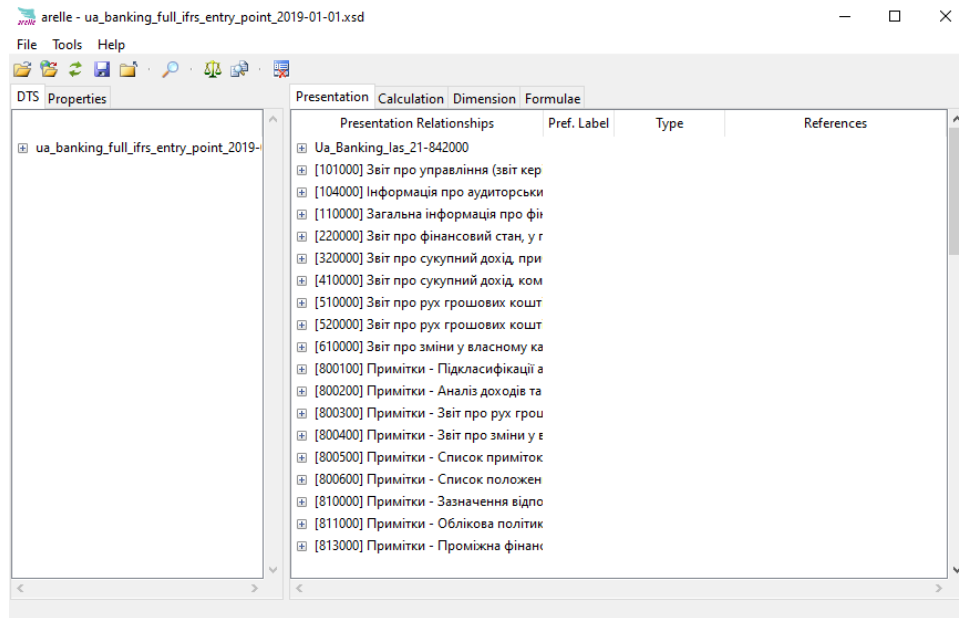 arelle - ua_banking_full_ifrs_entry_point_2019-01-01.xsd
File Tools Help
DTS Properties
Presentation Calculation Dimension Formulae
Presentation Relationships Pref. Label Type References
ua_banking_full_ifrs_entry_point_2019-
Ua_Banking_Ias_21-842000
[101000] Звіт про управління (звіт кер
[104000] Інформація про аудиторськи
[110000] Загальна інформація про фі
[220000] Звіт про фінансовий стан, у г
[320000] Звіт про сукупний дохід, при
[410000] Звіт про сукупний дохід, ком
[510000] Звіт про рух грошових кошт
[520000] Звіт про рух грошових кошт
[610000] Звіт про зміни у власному ка
[800100] Примітки - Підкласифікації а
[800200] Примітки - Аналіз доходів та
[800300] Примітки - Звіт про рух грош
[800400] Примітки - Звіт про зміни у в
[800500] Примітки - Список приміток
[800600] Примітки - Список положен
[810000] Примітки - Зазначення відпо
[811000] Примітки - Облікова політик
[813000] Примітки - Проміжна фінан